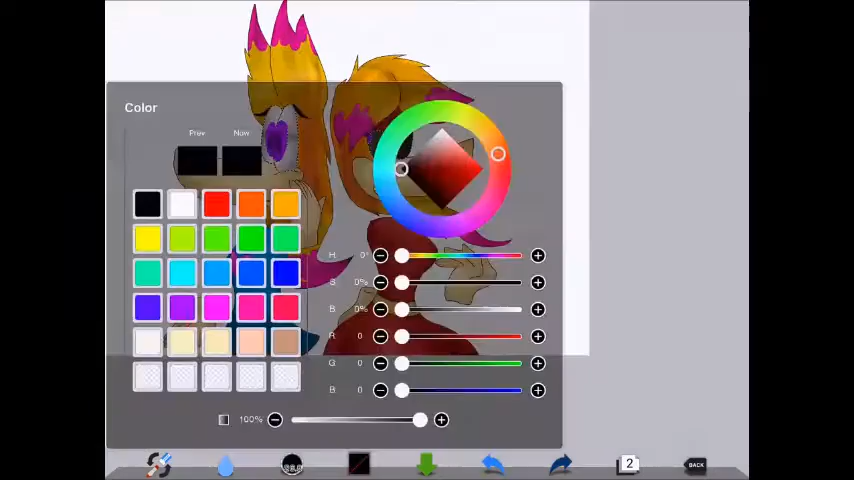 Color
Prev Now
H 0°
S 0%
B 0%
R 0
G 0
B 0
100%
2
BACK